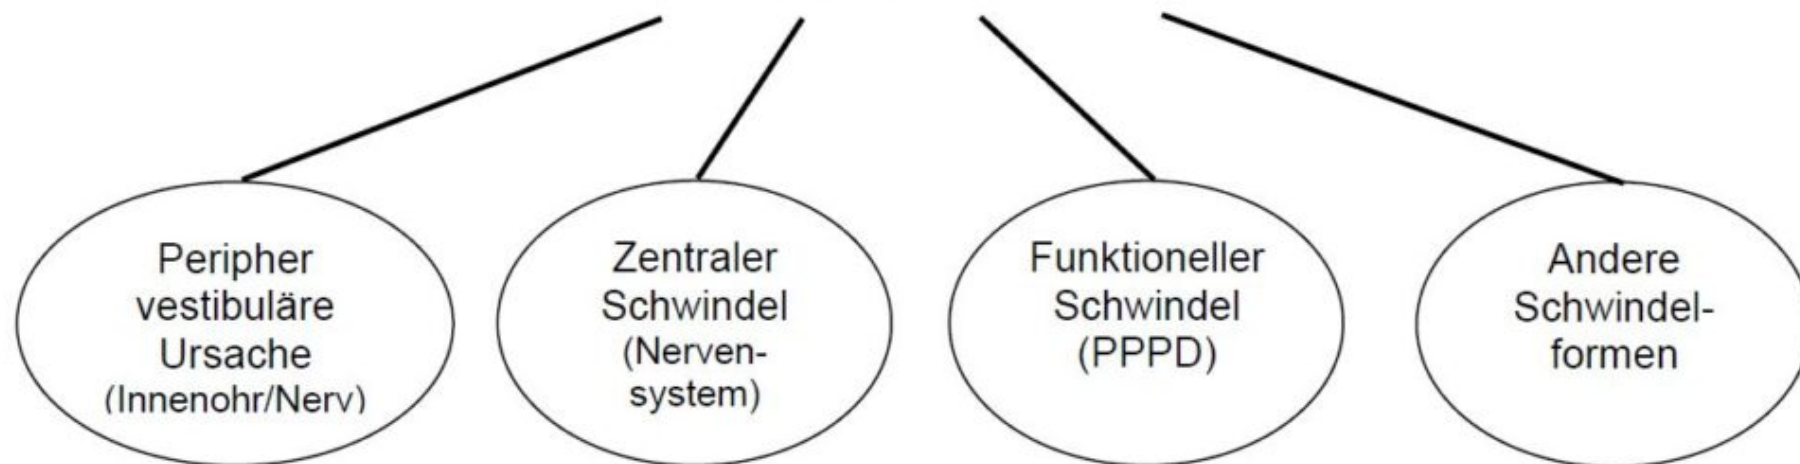 Peripher
vestibuläre
Ursache
(Innenohr/Nerv)
Zentraler
Schwindel
(Nerven-
system)
Funktioneller
Schwindel
(PPPD)
Andere
Schwindel-
formen